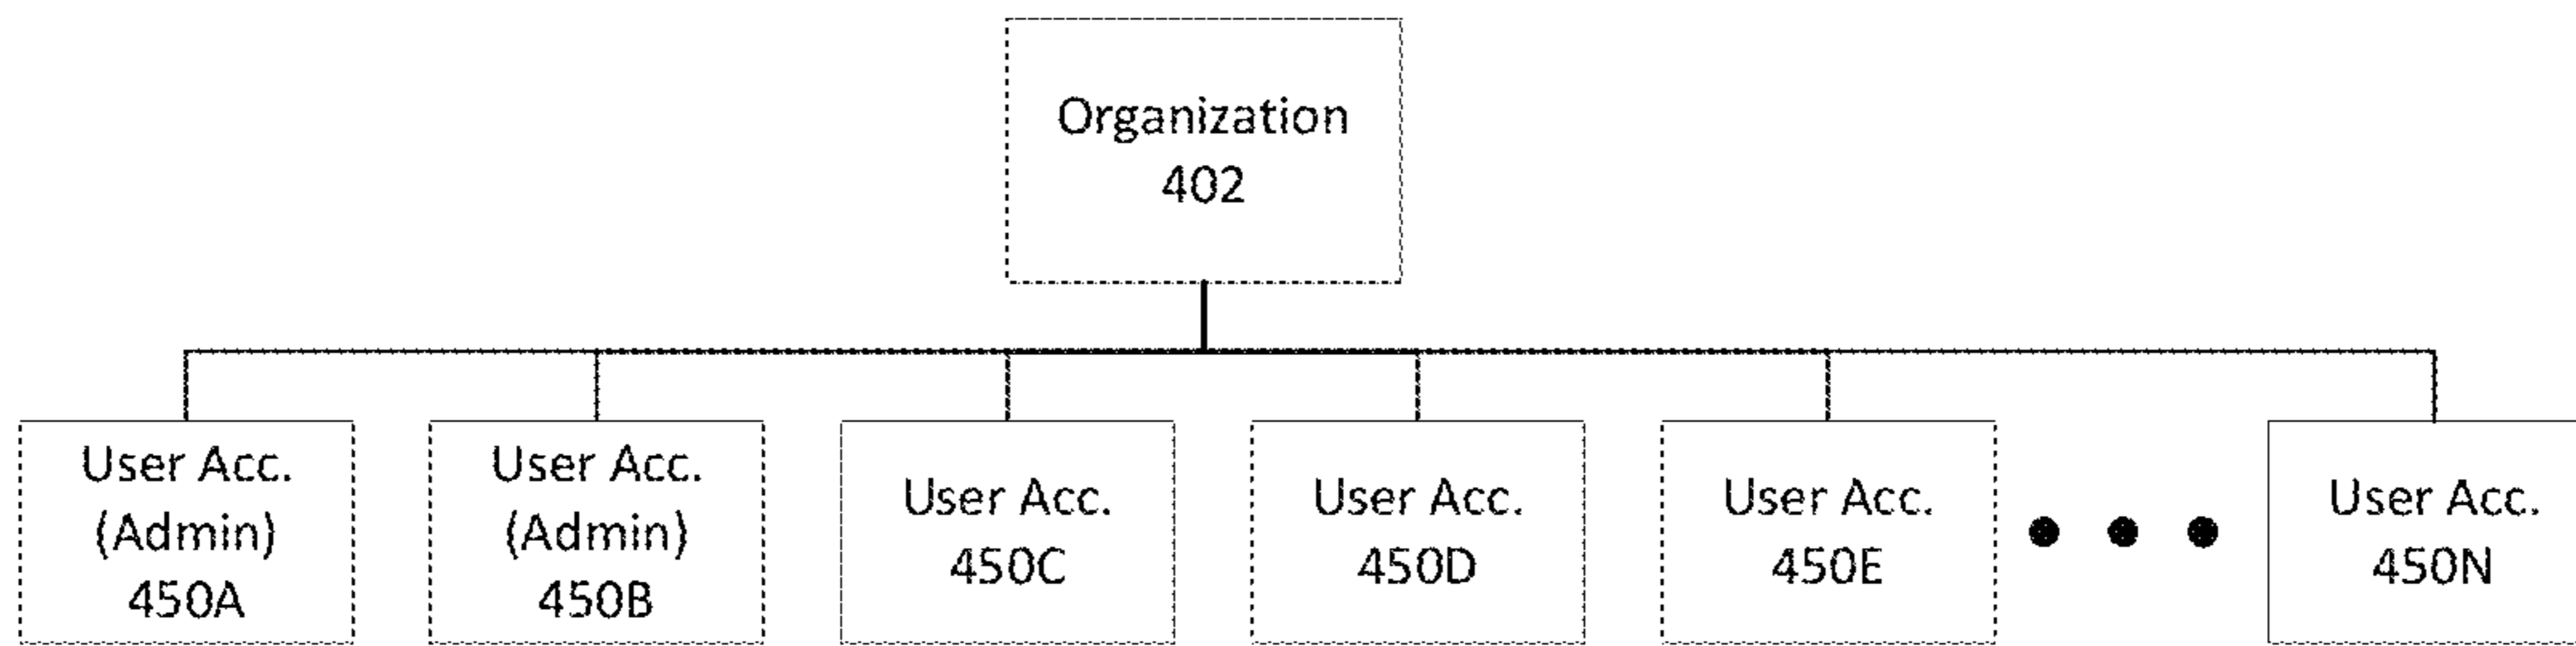 Organization
402
User Acc.
(Admin)
450A
User Acc.
(Admin)
450B
User Acc.
450C
User Acc.
450D
User Acc.
450E
User Acc.
450N